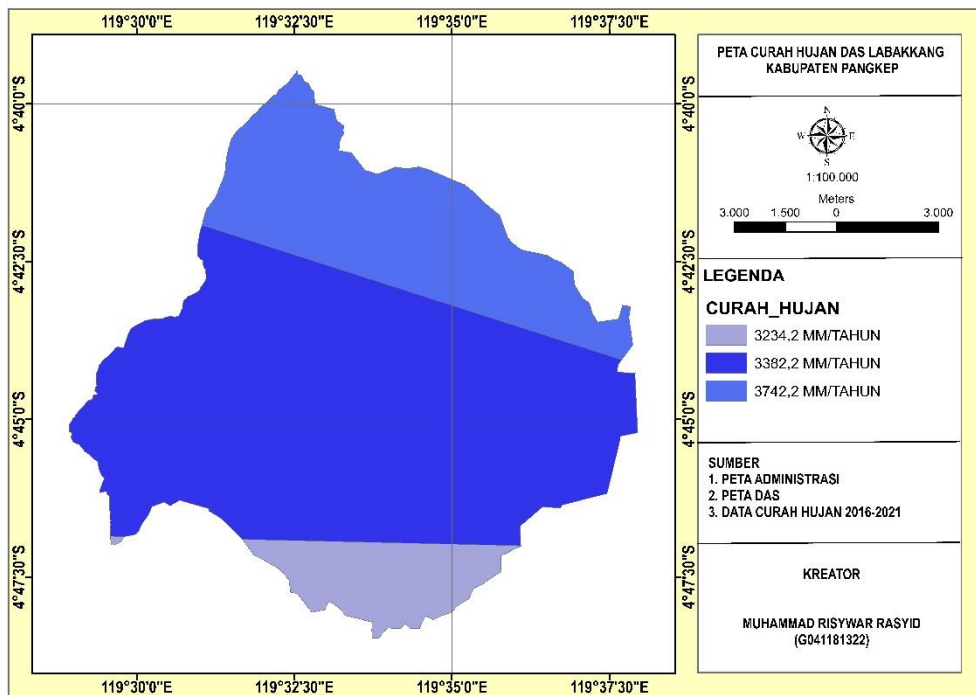 119°30'0"E 119°32'30"E 119°35'0"E 119°37'30"E
4°40'0"S
4°42'30"S
4°45'0"S
4°47'30"S
4°40'0"S
4°42'30"S
4°45'0"S
4°47'30"S
119°30'0"E 119°32'30"E 119°35'0"E 119°37'30"E
PETA CURAH HUJAN DAS LABAKKANG
KABUPATEN PANGKEP
N
W E
S
1:100.000
Meters
3.000 1.500 0 3.000
LEGENDA
CURAH_HUJAN
3234,2 MM/TAHUN
3382,2 MM/TAHUN
3742,2 MM/TAHUN
SUMBER
1. PETA ADMINISTRASI
2. PETA DAS
3. DATA CURAH HUJAN 2016-2021
KREATOR
MUHAMMAD RISYWAR RASYID
(G041181322)